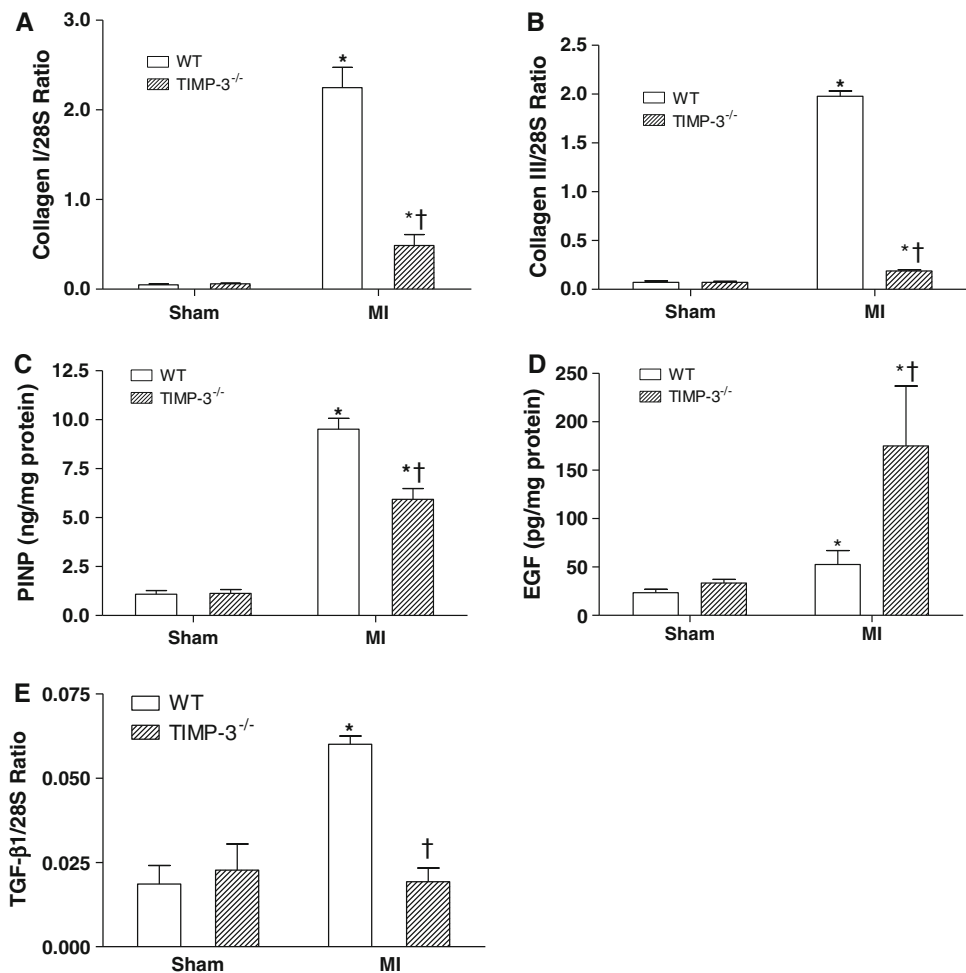 A
Collagen I/28S Ratio
3.0
2.0
1.0
0.0
WT
TIMP-3-/-
*
*†
Sham
MI
B
Collagen III/28S Ratio
2.5
2.0
1.5
1.0
0.5
0.0
WT
TIMP-3-/-
*
*†
Sham
MI
C
PINP (ng/mg protein)
12.5
10.0
7.5
5.0
2.5
0.0
WT
TIMP-3-/-
*
*†
Sham
MI
D
EGF (pg/mg protein)
250
200
150
100
50
0
WT
TIMP-3-/-
*
*†
Sham
MI
E
TGF-β1/28S Ratio
0.075
0.050
0.025
0.000
WT
TIMP-3-/-
*
†
Sham
MI